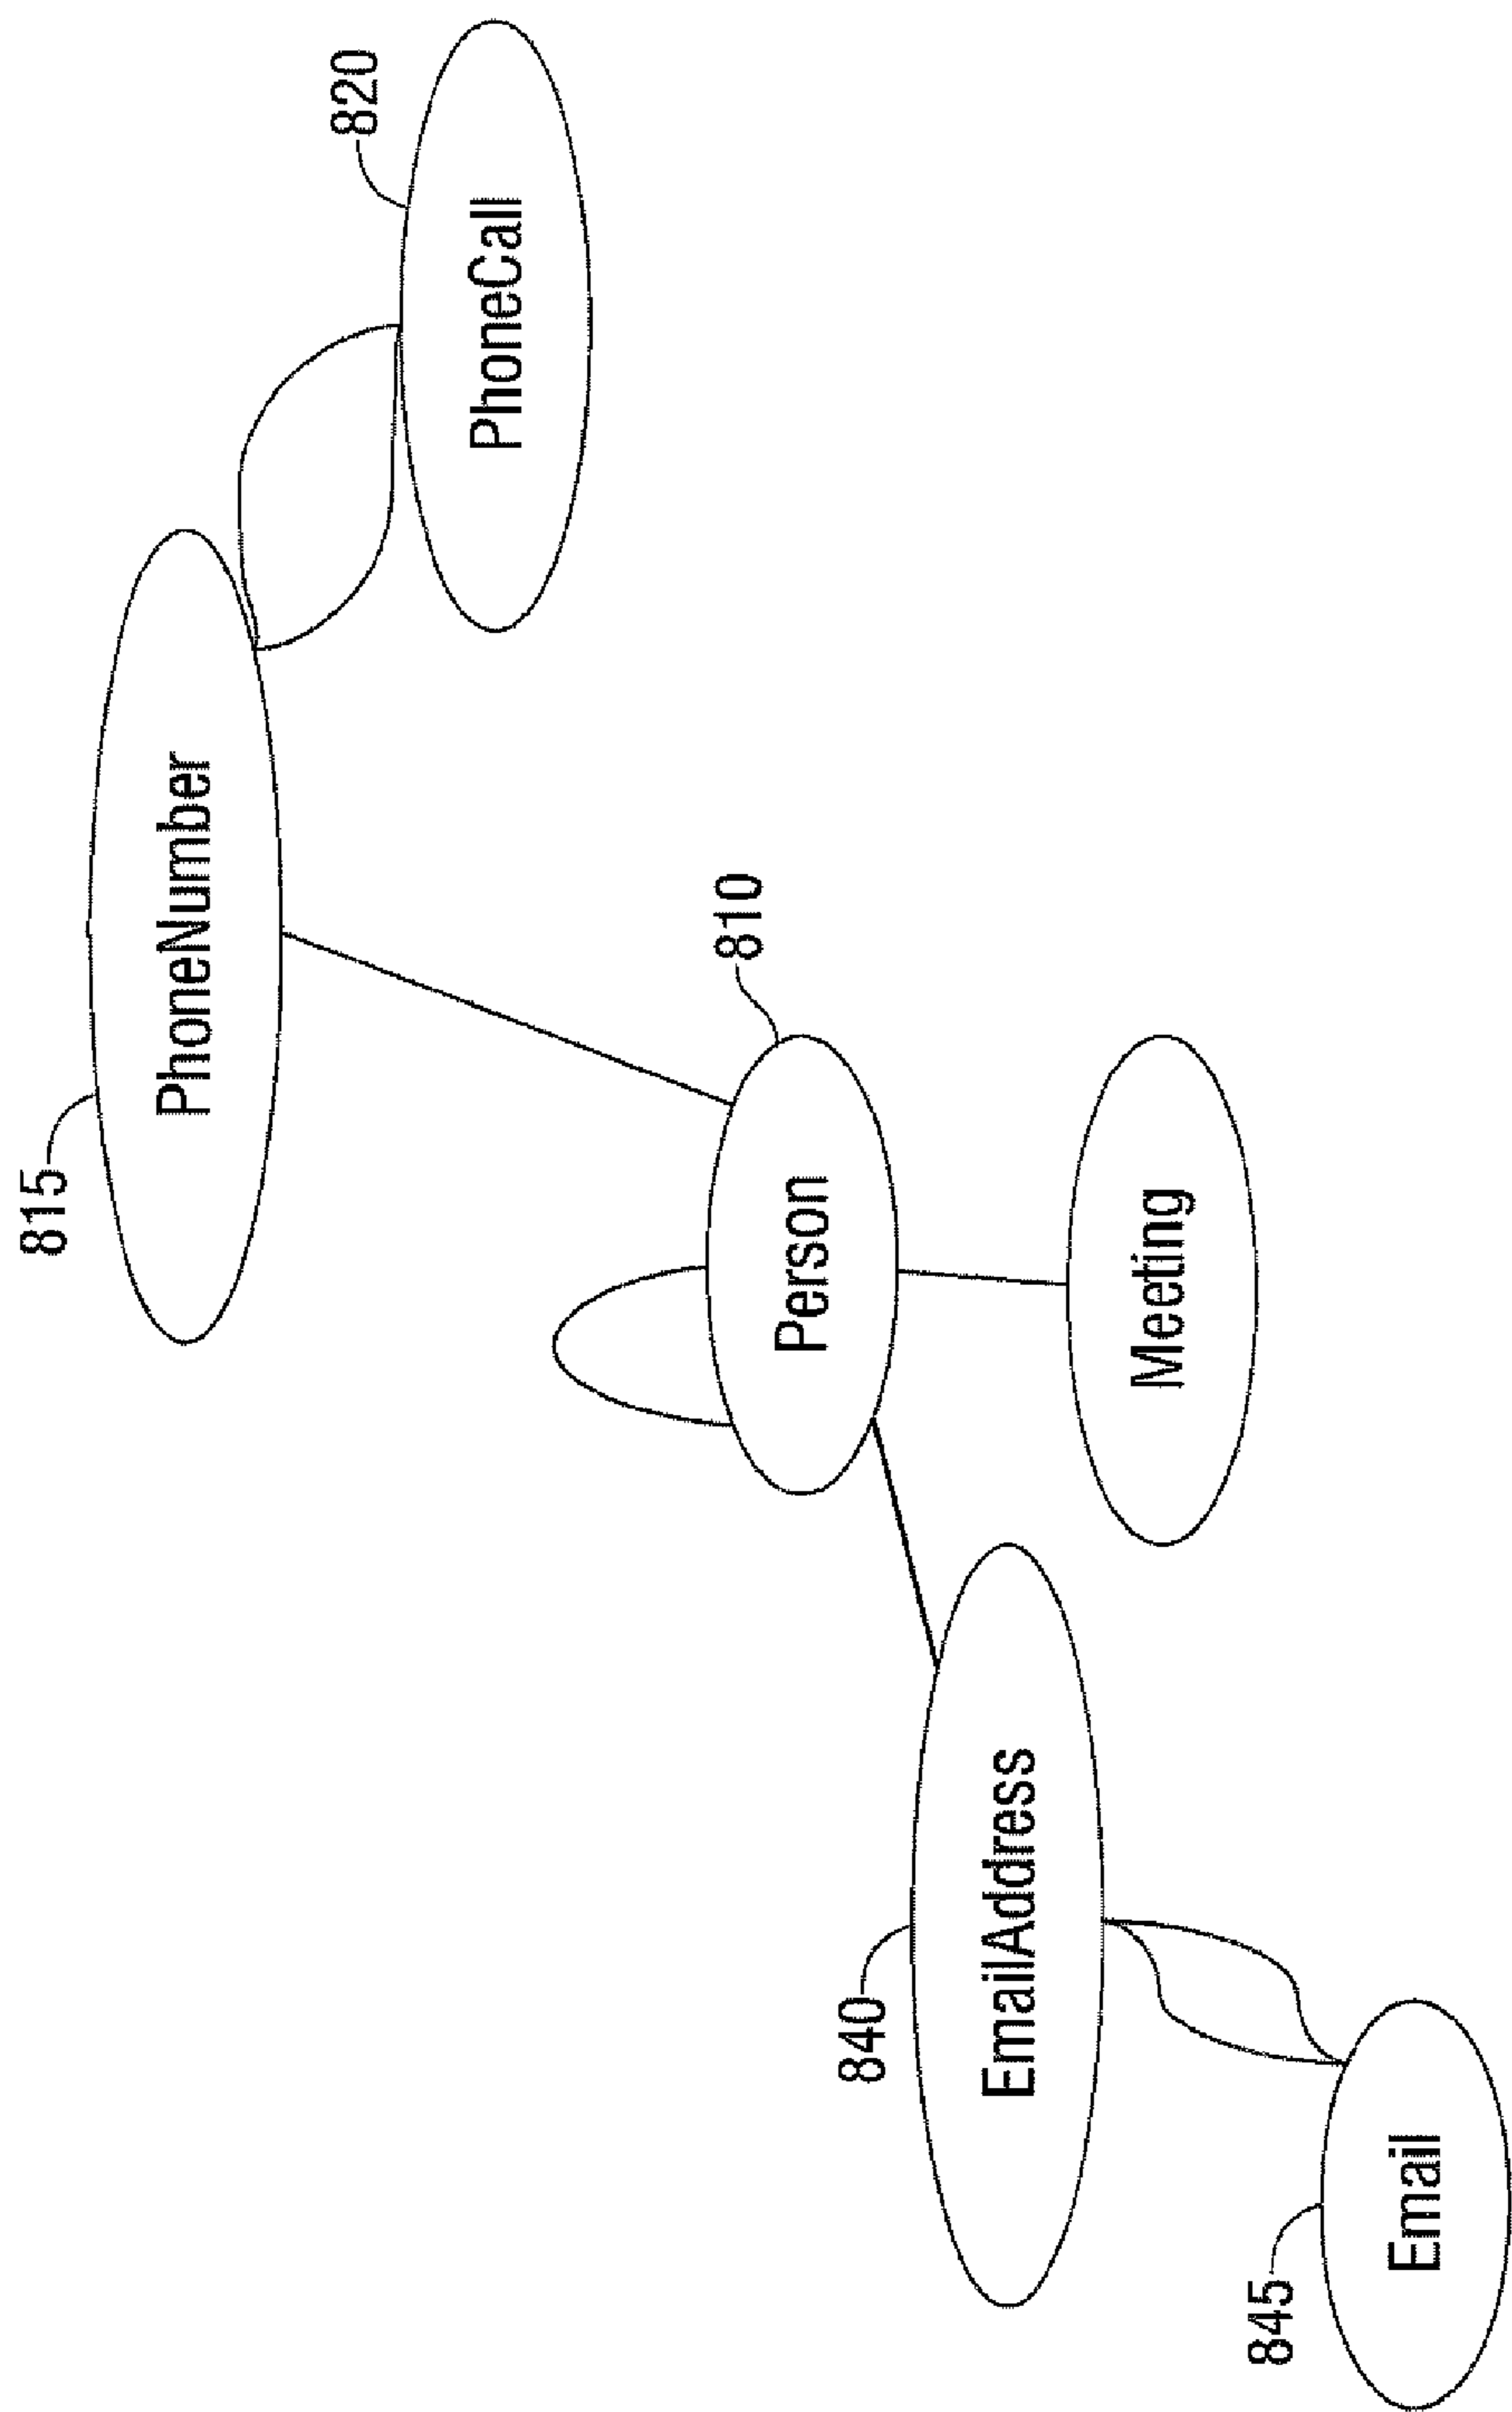 815
PhoneNumber
820
PhoneCall
810
Person
Meeting
840
EmailAddress
845
Email